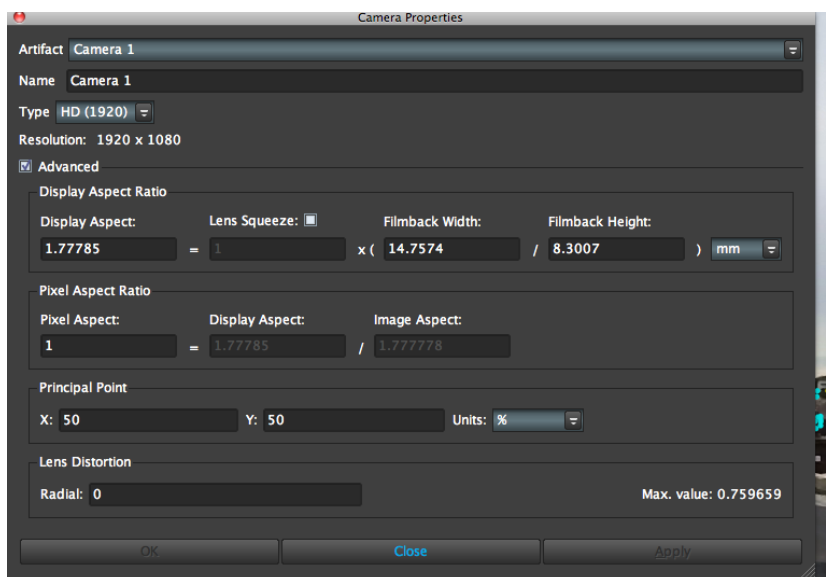 Camera Properties
Artifact Camera 1
Name Camera 1
Type HD (1920)
Resolution: 1920 x 1080
Advanced
Display Aspect Ratio
Display Aspect: Lens Squeeze: Filmback Width: Filmback Height:
1.77785 = 1 x ( 14.7574 / 8.3007 ) mm
Pixel Aspect Ratio
Pixel Aspect: Display Aspect: Image Aspect:
1 = 1.77785 / 1.777778
Principal Point
X: 50 Y: 50 Units: %
Lens Distortion
Radial: 0 Max. value: 0.759659
OK Close Apply